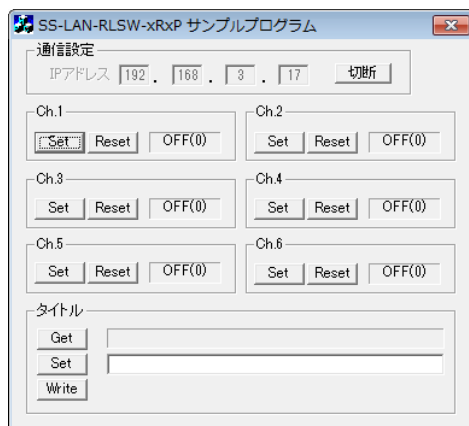 SS-LAN-RLSW-xRxP サンプルプログラム
通信設定
IPアドレス 192 . 168 . 3 . 17 切断
Ch.1 Ch.2
Set Reset OFF(0) Set Reset OFF(0)
Ch.3 Ch.4
Set Reset OFF(0) Set Reset OFF(0)
Ch.5 Ch.6
Set Reset OFF(0) Set Reset OFF(0)
タイトル
Get
Set
Write